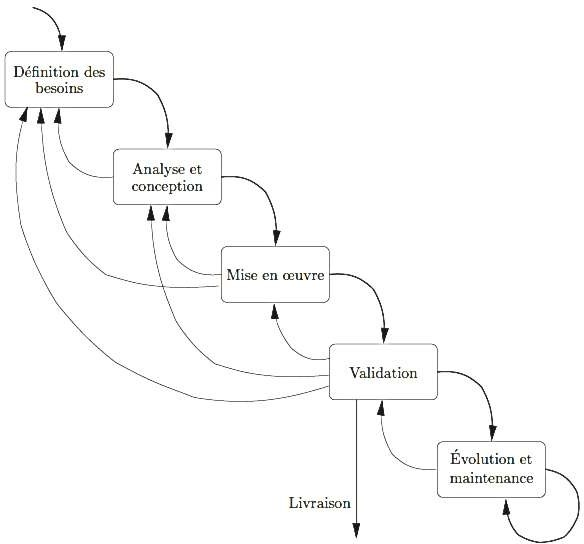 Définition des
besoins
Analyse et
conception
Mise en œuvre
Validation
Évolution et
maintenance
Livraison